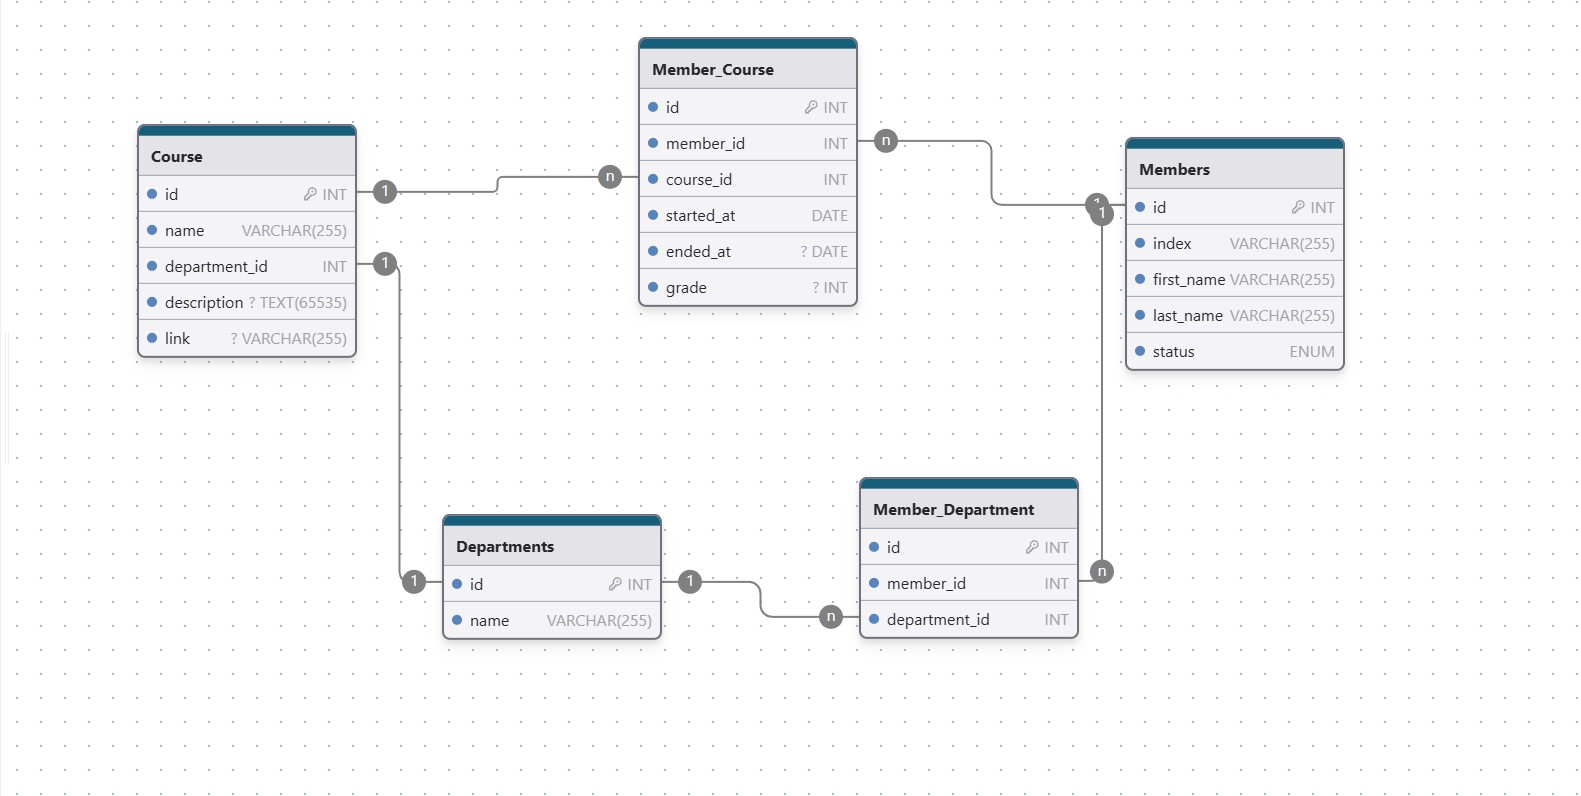 Course
id INT
name VARCHAR(255)
department_id INT
description ? TEXT(65535)
link ? VARCHAR(255)
1
1
n
Member_Course
id INT
member_id INT
course_id INT
started_at DATE
ended_at ? DATE
grade ? INT
n
1
1
Members
id INT
index VARCHAR(255)
first_name VARCHAR(255)
last_name VARCHAR(255)
status ENUM
1
Departments
id INT
name VARCHAR(255)
1
n
Member_Department
id INT
member_id INT
department_id INT
n